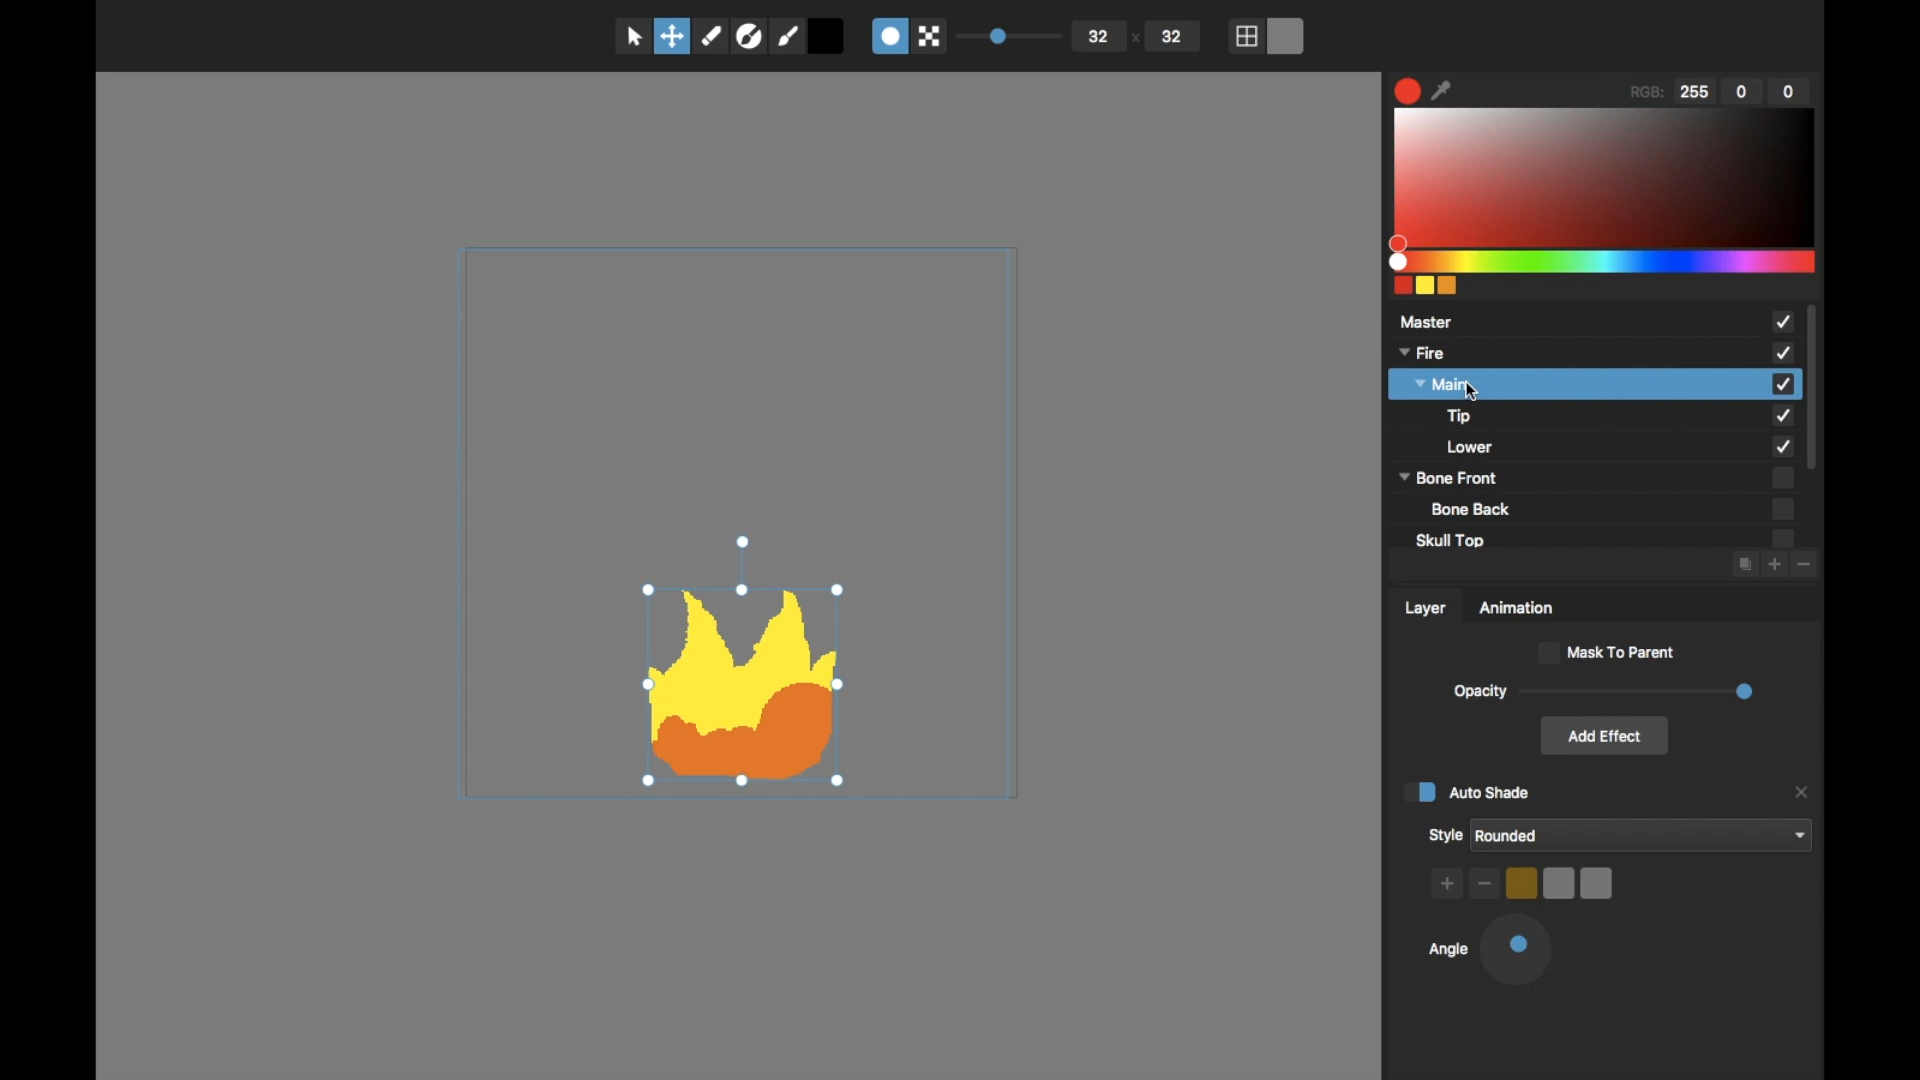 32 x 32
RGB: 255 0 0
Master
Fire
Main
Tip
Lower
Bone Front
Bone Back
Skull Top
Layer Animation
Mask To Parent
Opacity
Add Effect
Auto Shade
Style Rounded
Angle